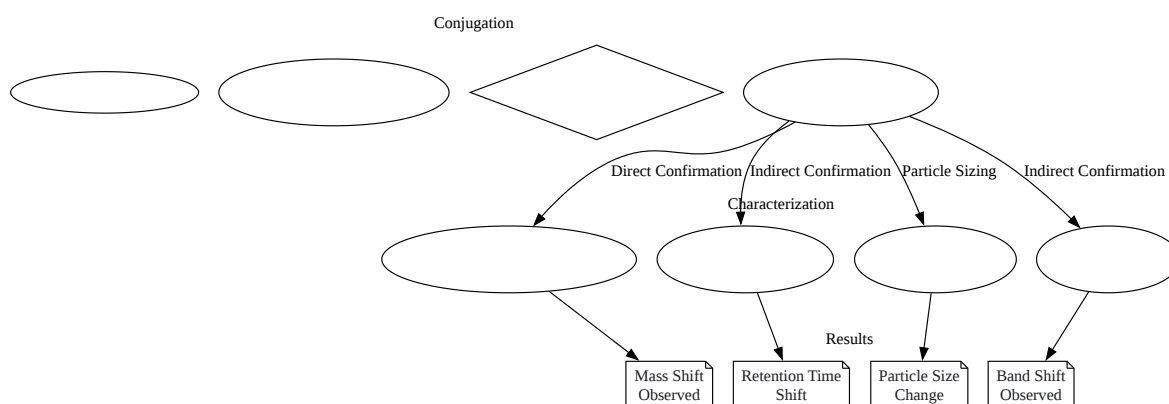 Conjugation
Direct Confirmation
Indirect Confirmation
Particle Sizing
Indirect Confirmation
Characterization
Results
Mass Shift
Observed
Retention Time
Shift
Particle Size
Change
Band Shift
Observed